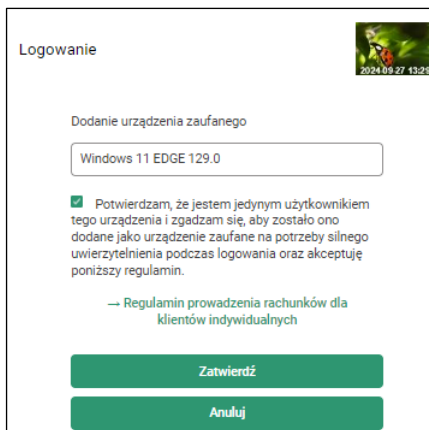 Logowanie
2024 09 27 13:29
Dodanie urządzenia zaufanego
Windows 11 EDGE 129.0
Potwierdzam, że jestem jedynym użytkownikiem
tego urządzenia i zgadzam się, aby zostało ono
dodane jako urządzenie zaufane na potrzeby silnego
uwierzytelnienia podczas logowania oraz akceptuję
poniższy regulamin.
→ Regulamin prowadzenia rachunków dla
klientów indywidualnych
Zatwierdź
Anuluj